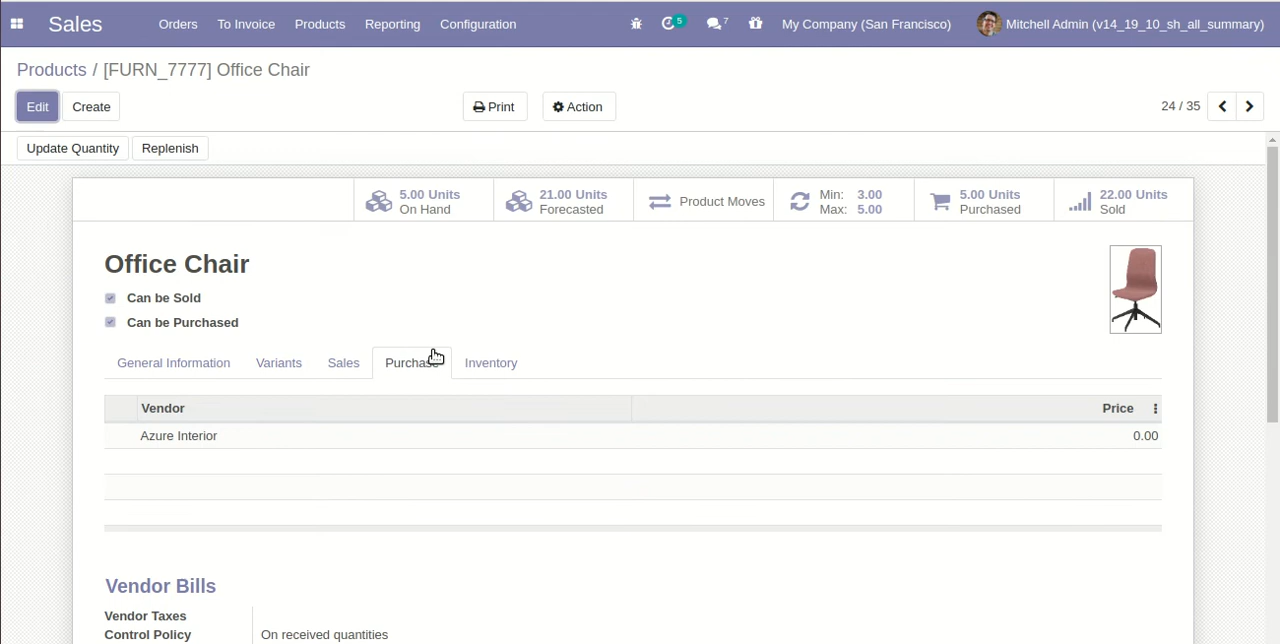 Sales Orders To Invoice Products Reporting Configuration 5 7 My Company (San Francisco) Mitchell Admin (v14_19_10_sh_all_summary)
Products / [FURN_7777] Office Chair
Edit Create Print Action 24 / 35
Update Quantity Replenish
5.00 Units
On Hand
21.00 Units
Forecasted
Product Moves
Min: 3.00
Max: 5.00
5.00 Units
Purchased
22.00 Units
Sold
Office Chair
Can be Sold
Can be Purchased
General Information Variants Sales Purchase Inventory
Vendor Price
Azure Interior 0.00
Vendor Bills
Vendor Taxes
Control Policy On received quantities